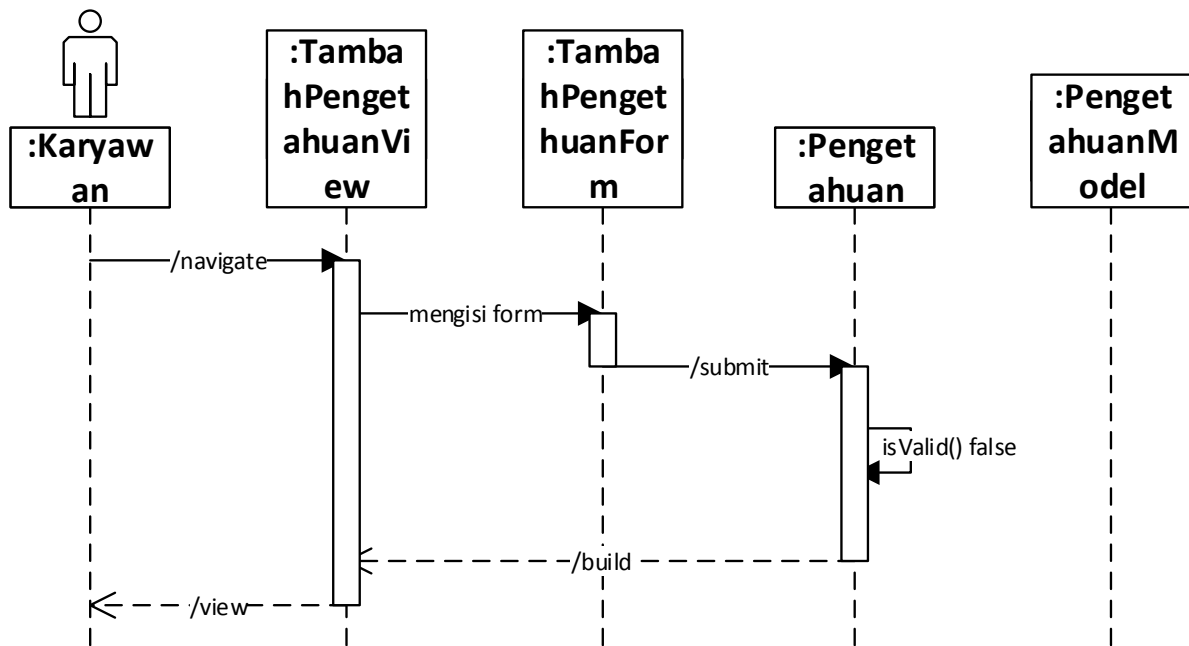 :Karyaw
an
:Tamba
hPenget
ahuanVi
ew
:Tamba
hPenget
huanFor
m
:Penget
ahuan
:Penget
ahuanM
odel
/navigate
mengisi form
/submit
isValid() false
/build
/view